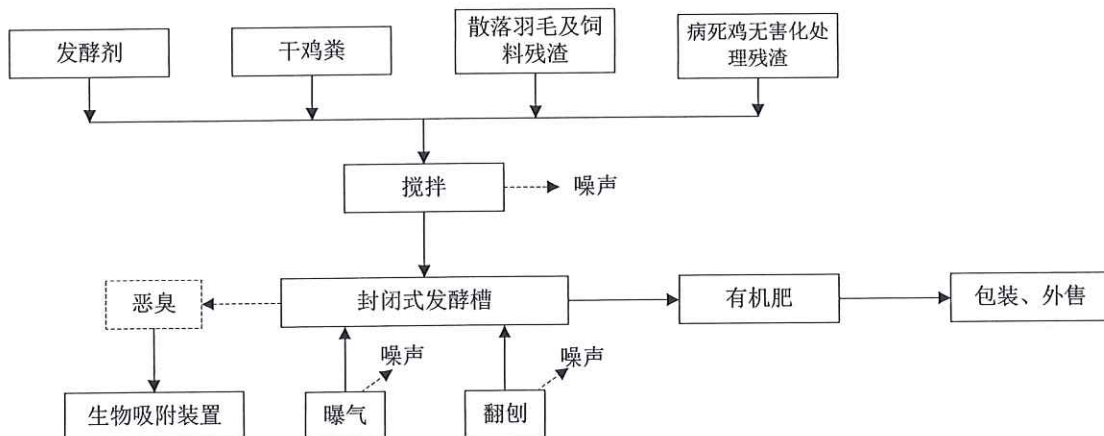 发酵剂
干鸡粪
散落羽毛及饲
料残渣
病死鸡无害化处
理残渣
搅拌
噪声
恶臭
封闭式发酵槽
有机肥
包装、外售
噪声
噪声
生物吸附装置
曝气
翻刨